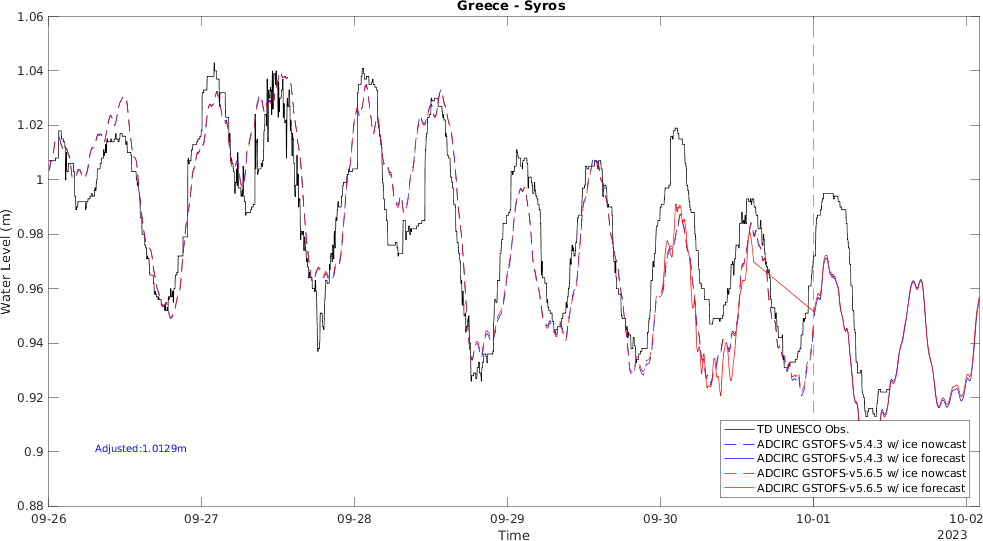 Greece - Syros
1.06
1.04
1.02
1
0.98
0.96
0.94
0.92
0.9
0.88
Water Level (m)
Adjusted:1.0129m
TD UNESCO Obs.
ADCIRC GSTOFS-v5.4.3 w/ ice nowcast
ADCIRC GSTOFS-v5.4.3 w/ ice forecast
ADCIRC GSTOFS-v5.6.5 w/ ice nowcast
ADCIRC GSTOFS-v5.6.5 w/ ice forecast
09-26 09-27 09-28 09-29 09-30 10-01 10-02
Time
2023